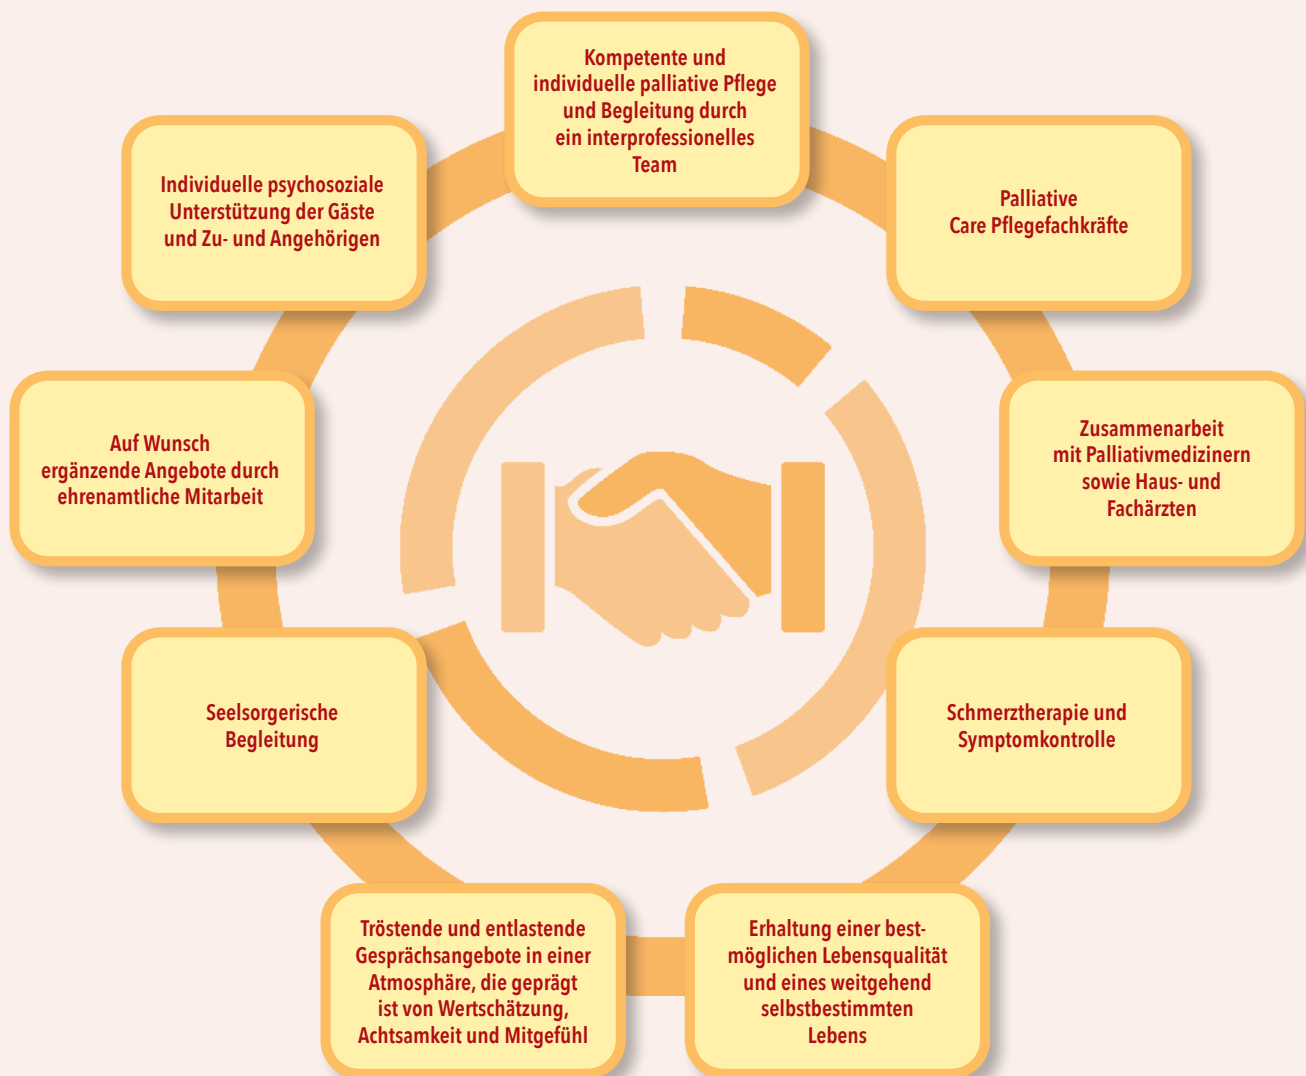 Kompetente und
individuelle palliative Pflege
und Begleitung durch
ein interprofessionelles
Team
Palliative
Care Pflegefachkräfte
Zusammenarbeit
mit Palliativmedizinern
sowie Haus- und
Fachärzten
Schmerztherapie und
Symptomkontrolle
Erhaltung einer best-
möglichen Lebensqualität
und eines weitgehend
selbstbestimmten
Lebens
Tröstende und entlastende
Gesprächsangebote in einer
Atmosphäre, die geprägt
ist von Wertschätzung,
Achtsamkeit und Mitgefühl
Seelsorgerische
Begleitung
Auf Wunsch
ergänzende Angebote durch
ehrenamtliche Mitarbeit
Individuelle psychosoziale
Unterstützung der Gäste
und Zu- und Angehörigen